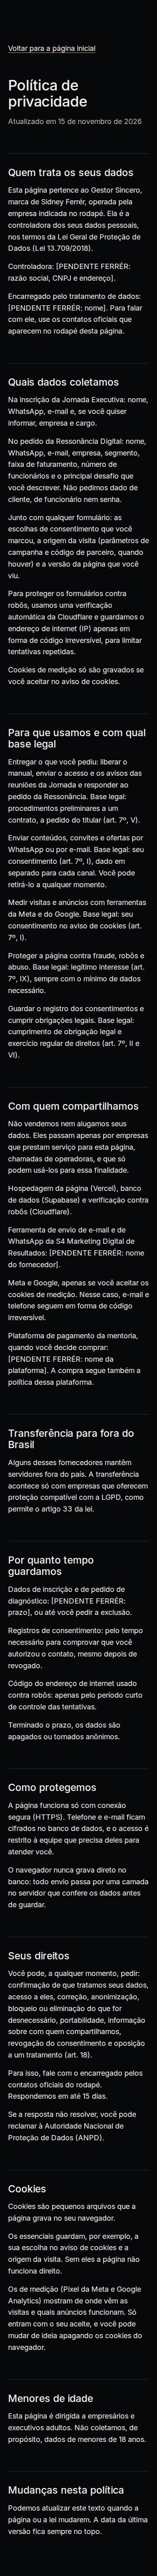 Voltar para a página inicial
Política de
privacidade
Atualizado em 15 de novembro de 2026
Quem trata os seus dados
Esta página pertence ao Gestor Sincero,
marca de Sidney Ferrér, operada pela
empresa indicada no rodapé. Ela é a
controladora dos seus dados pessoais,
nos termos da Lei Geral de Proteção de
Dados (Lei 13.709/2018).
Controladora: [PENDENTE FERRÉR:
razão social, CNPJ e endereço].
Encarregado pelo tratamento de dados:
[PENDENTE FERRÉR: nome]. Para falar
com ele, use os contatos oficiais que
aparecem no rodapé desta página.
Quais dados coletamos
Na inscrição da Jornada Executiva: nome,
WhatsApp, e-mail e, se você quiser
informar, empresa e cargo.
No pedido da Ressonância Digital: nome,
WhatsApp, e-mail, empresa, segmento,
faixa de faturamento, número de
funcionários e o principal desafio que
você descrever. Não pedimos dado de
cliente, de funcionário nem senha.
Junto com qualquer formulário: as
escolhas de consentimento que você
marcou, a origem da visita (parâmetros de
campanha e código de parceiro, quando
houver) e a versão da página que você
viu.
Para proteger os formulários contra
robôs, usamos uma verificação
automática da Cloudflare e guardamos o
endereço de internet (IP) apenas em
forma de código irreversível, para limitar
tentativas repetidas.
Cookies de medição só são gravados se
você aceitar no aviso de cookies.
Para que usamos e com qual
base legal
Entregar o que você pediu: liberar o
manual, enviar o acesso e os avisos das
reuniões da Jornada e responder ao
pedido da Ressonância. Base legal:
procedimentos preliminares a um
contrato, a pedido do titular (art. 7º, V).
Enviar conteúdos, convites e ofertas por
WhatsApp ou por e-mail. Base legal: seu
consentimento (art. 7º, I), dado em
separado para cada canal. Você pode
retirá-lo a qualquer momento.
Medir visitas e anúncios com ferramentas
da Meta e do Google. Base legal: seu
consentimento no aviso de cookies (art.
7º, I).
Proteger a página contra fraude, robôs e
abuso. Base legal: legítimo interesse (art.
7º, IX), sempre com o mínimo de dados
necessário.
Guardar o registro dos consentimentos e
cumprir obrigações legais. Base legal:
cumprimento de obrigação legal e
exercício regular de direitos (art. 7º, II e
VI).
Com quem compartilhamos
Não vendemos nem alugamos seus
dados. Eles passam apenas por empresas
que prestam serviço para esta página,
chamadas de operadoras, e que só
podem usá-los para essa finalidade.
Hospedagem da página (Vercel), banco
de dados (Supabase) e verificação contra
robôs (Cloudflare).
Ferramenta de envio de e-mail e de
WhatsApp da S4 Marketing Digital de
Resultados: [PENDENTE FERRÉR: nome
do fornecedor].
Meta e Google, apenas se você aceitar os
cookies de medição. Nesse caso, e-mail e
telefone seguem em forma de código
irreversível.
Plataforma de pagamento da mentoria,
quando você decide comprar:
[PENDENTE FERRÉR: nome da
plataforma]. A compra segue também a
política dessa plataforma.
Transferência para fora do
Brasil
Alguns desses fornecedores mantêm
servidores fora do país. A transferência
acontece só com empresas que oferecem
proteção compatível com a LGPD, como
permite o artigo 33 da lei.
Por quanto tempo
guardamos
Dados de inscrição e de pedido de
diagnóstico: [PENDENTE FERRÉR:
prazo], ou até você pedir a exclusão.
Registros de consentimento: pelo tempo
necessário para comprovar que você
autorizou o contato, mesmo depois de
revogado.
Código do endereço de internet usado
contra robôs: apenas pelo período curto
de controle das tentativas.
Terminado o prazo, os dados são
apagados ou tornados anônimos.
Como protegemos
A página funciona só com conexão
segura (HTTPS). Telefone e e-mail ficam
cifrados no banco de dados, e o acesso é
restrito à equipe que precisa deles para
atender você.
O navegador nunca grava direto no
banco: todo envio passa por uma camada
no servidor que confere os dados antes
de guardar.
Seus direitos
Você pode, a qualquer momento, pedir:
confirmação de que tratamos seus dados,
acesso a eles, correção, anonimização,
bloqueio ou eliminação do que for
desnecessário, portabilidade, informação
sobre com quem compartilhamos,
revogação do consentimento e oposição
a um tratamento (art. 18).
Para isso, fale com o encarregado pelos
contatos oficiais do rodapé.
Respondemos em até 15 dias.
Se a resposta não resolver, você pode
reclamar à Autoridade Nacional de
Proteção de Dados (ANPD).
Cookies
Cookies são pequenos arquivos que a
página grava no seu navegador.
Os essenciais guardam, por exemplo, a
sua escolha no aviso de cookies e a
origem da visita. Sem eles a página não
funciona direito.
Os de medição (Pixel da Meta e Google
Analytics) mostram de onde vêm as
visitas e quais anúncios funcionam. Só
entram com o seu aceite, e você pode
mudar de ideia apagando os cookies do
navegador.
Menores de idade
Esta página é dirigida a empresários e
executivos adultos. Não coletamos, de
propósito, dados de menores de 18 anos.
Mudanças nesta política
Podemos atualizar este texto quando a
página ou a lei mudarem. A data da última
versão fica sempre no topo.